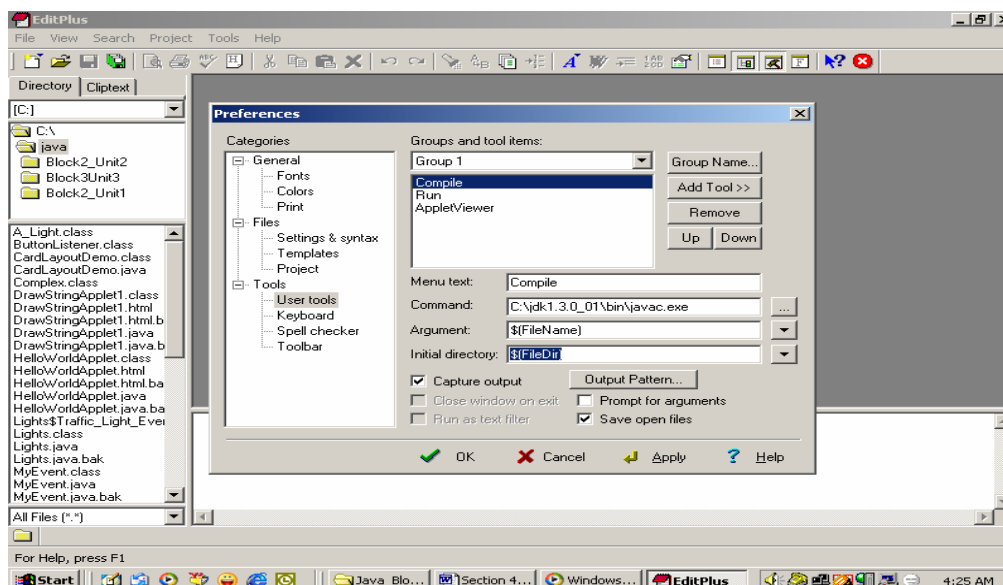 EditPlus
File View Search Project Tools Help
Directory Cliptext
[C:]
C:\
java
Block2_Unit2
Block3Unit3
Bolck2_Unit1
A_Light.class
ButtonListener.class
CardLayoutDemo.class
CardLayoutDemo.java
Complex.class
DrawStringApplet1.class
DrawStringApplet1.html
DrawStringApplet1.html.b
DrawStringApplet1.java
DrawStringApplet1.java.b
HelloWorldApplet.class
HelloWorldApplet.html
HelloWorldApplet.html.ba
HelloWorldApplet.java
HelloWorldApplet.java.ba
Lights$Traffic_Light_Ever
Lights.class
Lights.java
Lights.java.bak
MyEvent.class
MyEvent.java
MyEvent.java.bak
All Files (*.*)
Preferences
Categories
General
Fonts
Colors
Print
Files
Settings & syntax
Templates
Project
Tools
User tools
Keyboard
Spell checker
Toolbar
Groups and tool items:
Group 1
Group Name...
Compile
Run
AppletViewer
Add Tool >>
Remove
Up Down
Menu text: Compile
Command: C:\jdk1.3.0_01\bin\javac.exe ...
Argument: $(FileName)
Initial directory: $(FileDir)
Capture output Output Pattern...
Close window on exit Prompt for arguments
Run as text filter Save open files
OK Cancel Apply Help
For Help, press F1
Start Java Blo... Section 4... Windows... EditPlus 4:25 AM